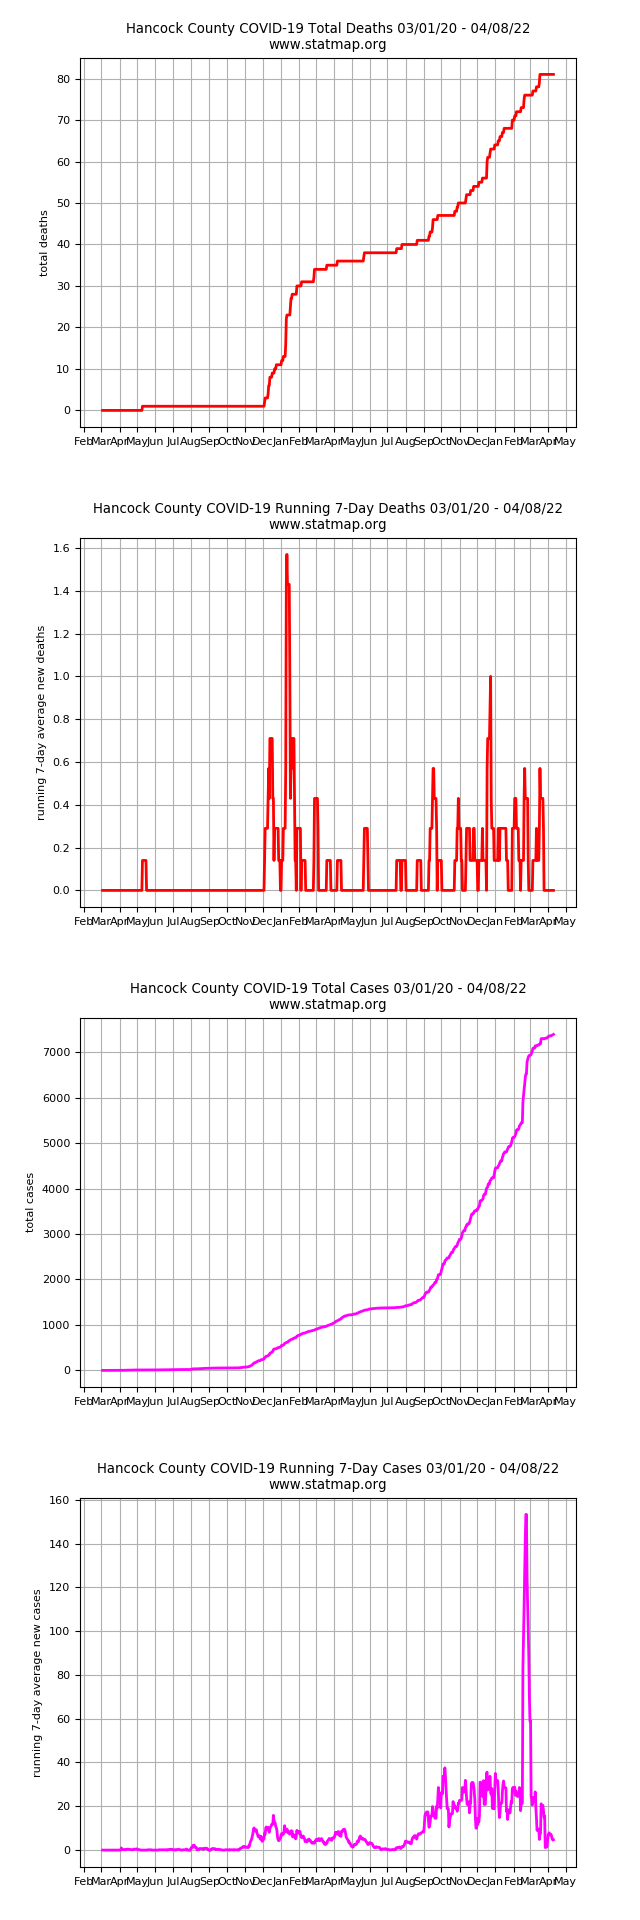 Hancock County COVID-19 Total Deaths 03/01/20 - 04/08/22
www.statmap.org
80
70
60
50
40
30
20
10
0
total deaths
Feb Mar Apr May Jun Jul Aug Sep Oct Nov Dec Jan Feb Mar Apr May Jun Jul Aug Sep Oct Nov Dec Jan Feb Mar Apr May
Hancock County COVID-19 Running 7-Day Deaths 03/01/20 - 04/08/22
www.statmap.org
1.6
1.4
1.2
1.0
0.8
0.6
0.4
0.2
0.0
running 7-day average new deaths
Feb Mar Apr May Jun Jul Aug Sep Oct Nov Dec Jan Feb Mar Apr May Jun Jul Aug Sep Oct Nov Dec Jan Feb Mar Apr May
Hancock County COVID-19 Total Cases 03/01/20 - 04/08/22
www.statmap.org
7000
6000
5000
4000
3000
2000
1000
0
total cases
Feb Mar Apr May Jun Jul Aug Sep Oct Nov Dec Jan Feb Mar Apr May Jun Jul Aug Sep Oct Nov Dec Jan Feb Mar Apr May
Hancock County COVID-19 Running 7-Day Cases 03/01/20 - 04/08/22
www.statmap.org
160
140
120
100
80
60
40
20
0
running 7-day average new cases
Feb Mar Apr May Jun Jul Aug Sep Oct Nov Dec Jan Feb Mar Apr May Jun Jul Aug Sep Oct Nov Dec Jan Feb Mar Apr May